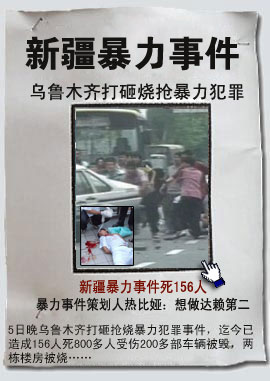 新疆暴力事件
乌鲁木齐打砸烧抢暴力犯罪
新疆暴力事件死156人
暴力事件策划人热比娅：想做达赖第二
5日晚乌鲁木齐打砸抢烧暴力犯罪事件，迄今已
造成156人死800多人受伤200多部车辆被毁，两
栋楼房被烧……